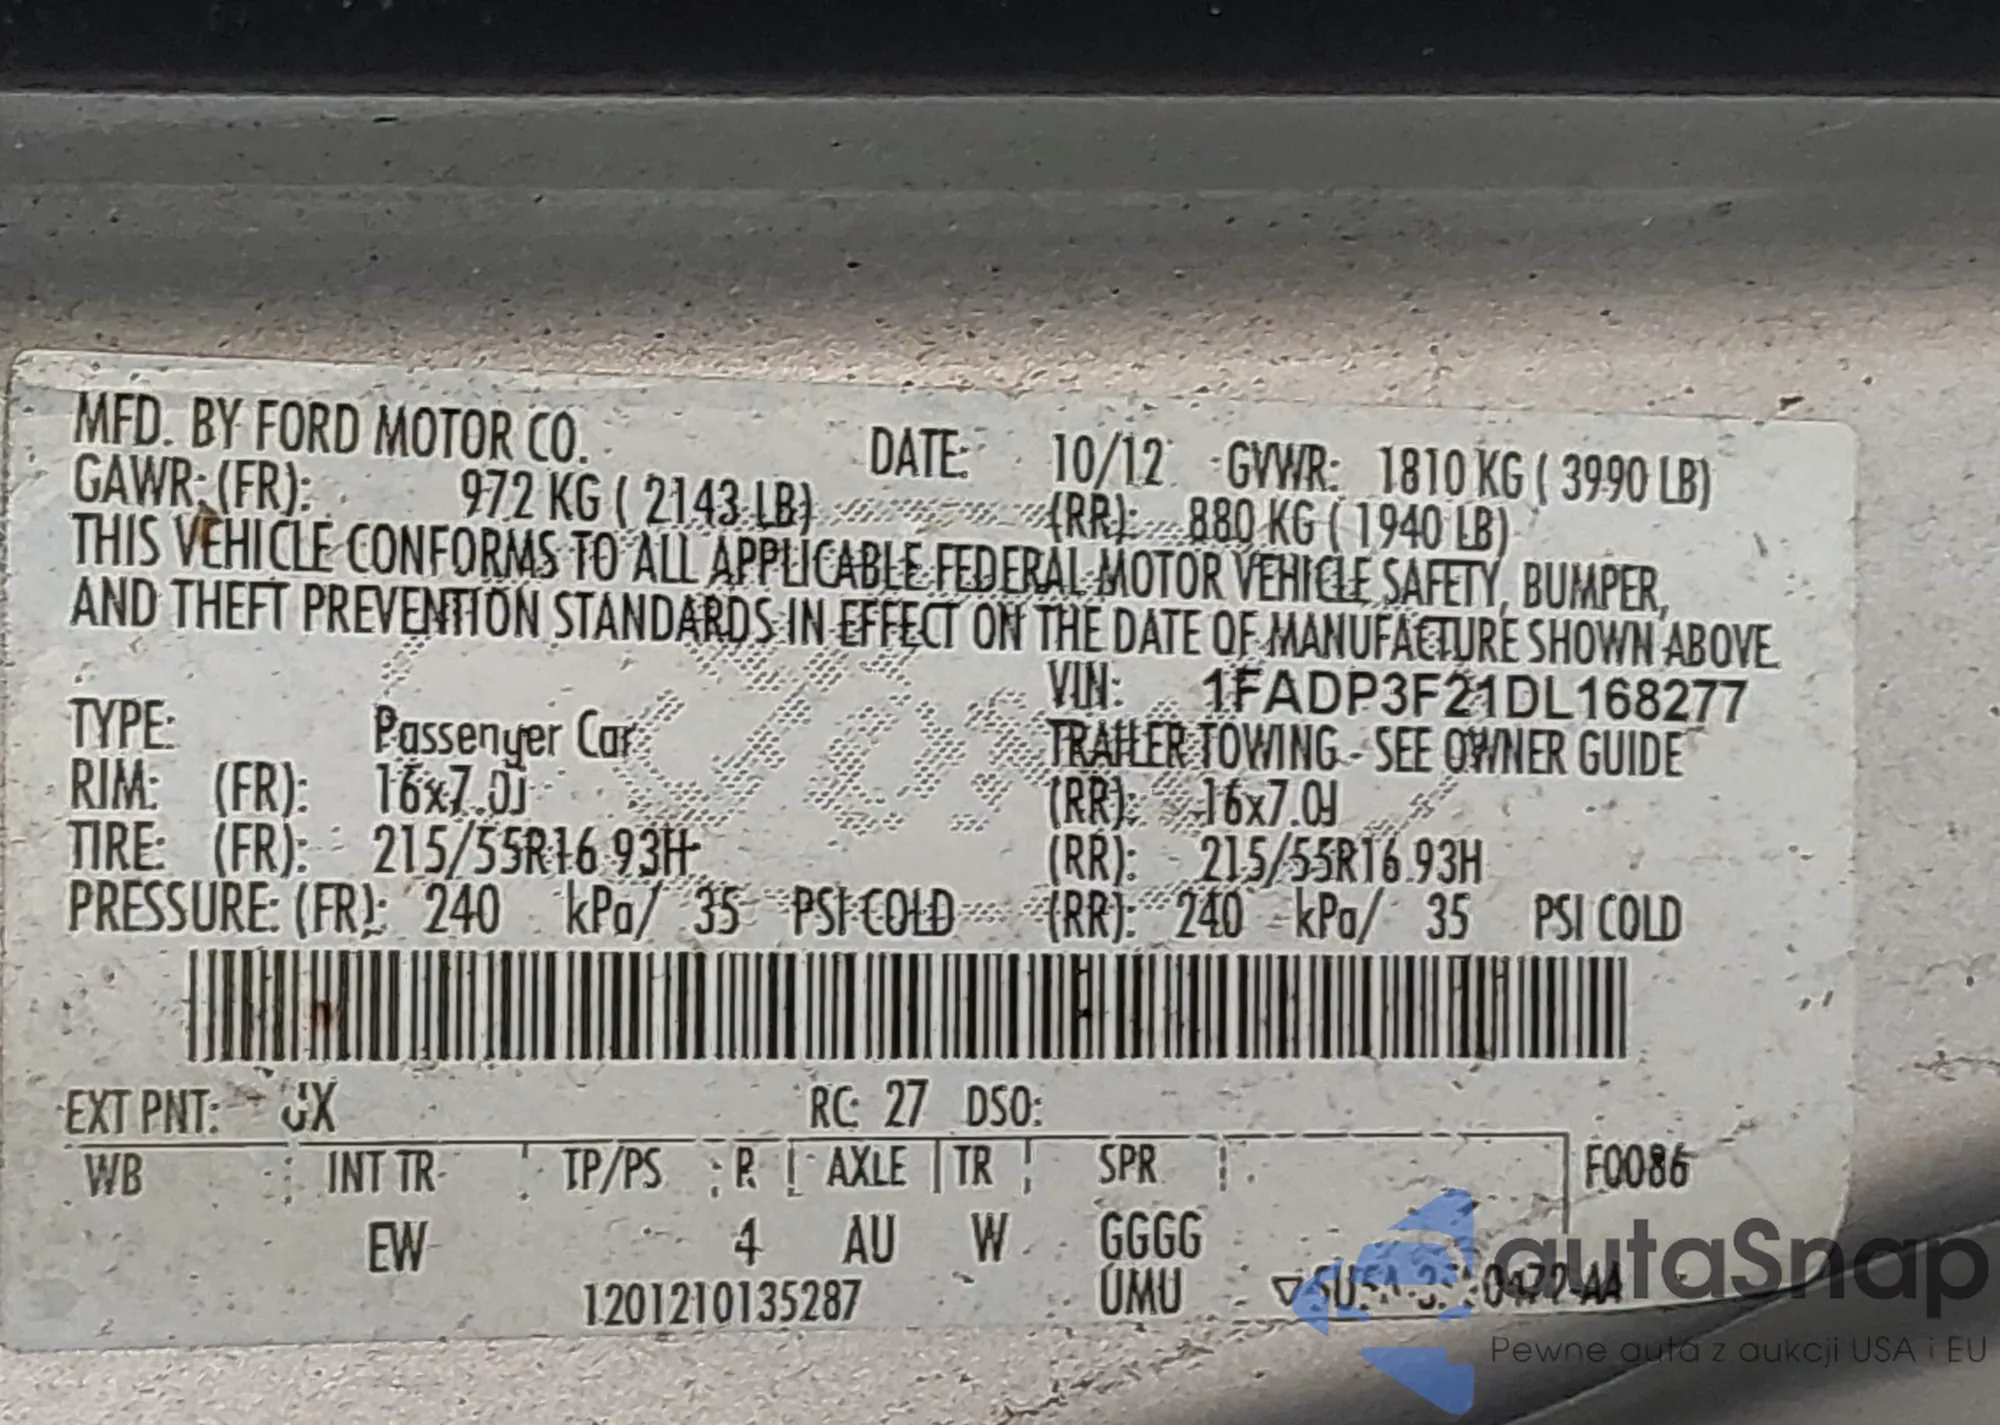 MFD. BY FORD MOTOR CO. DATE: 10/12 GVWR: 1810 KG ( 3990 LB)
GAWR: (FR): 972 KG ( 2143 LB) (RR): 880 KG ( 1940 LB)
THIS VEHICLE CONFORMS TO ALL APPLICABLE FEDERAL MOTOR VEHICLE SAFETY, BUMPER,
AND THEFT PREVENTION STANDARDS IN EFFECT ON THE DATE OF MANUFACTURE SHOWN ABOVE.
VIN: 1FADP3F21DL168277
TYPE: Passenger Car TRAILER TOWING - SEE OWNER GUIDE
RIM: (FR): 16x7.0J (RR): 16x7.0J
TIRE: (FR): 215/55R16 93H (RR): 215/55R16 93H
PRESSURE: (FR): 240 kPa/ 35 PSI COLD (RR): 240 kPa/ 35 PSI COLD
EXT PNT: RC: 27 DSO:
WB INT TR TP/PS R AXLE TR SPR F0086
EW 4 AU W GGGG
1201210135287 UMU
autaSnap
Pewne auta z aukcji USA i EU